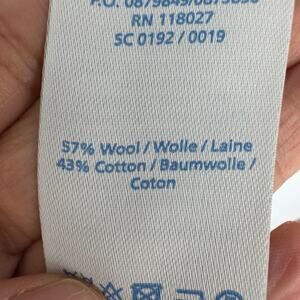 RN 118027
SC 0192 / 0019
57% Wool / Wolle / Laine
43% Cotton / Baumwolle /
Coton